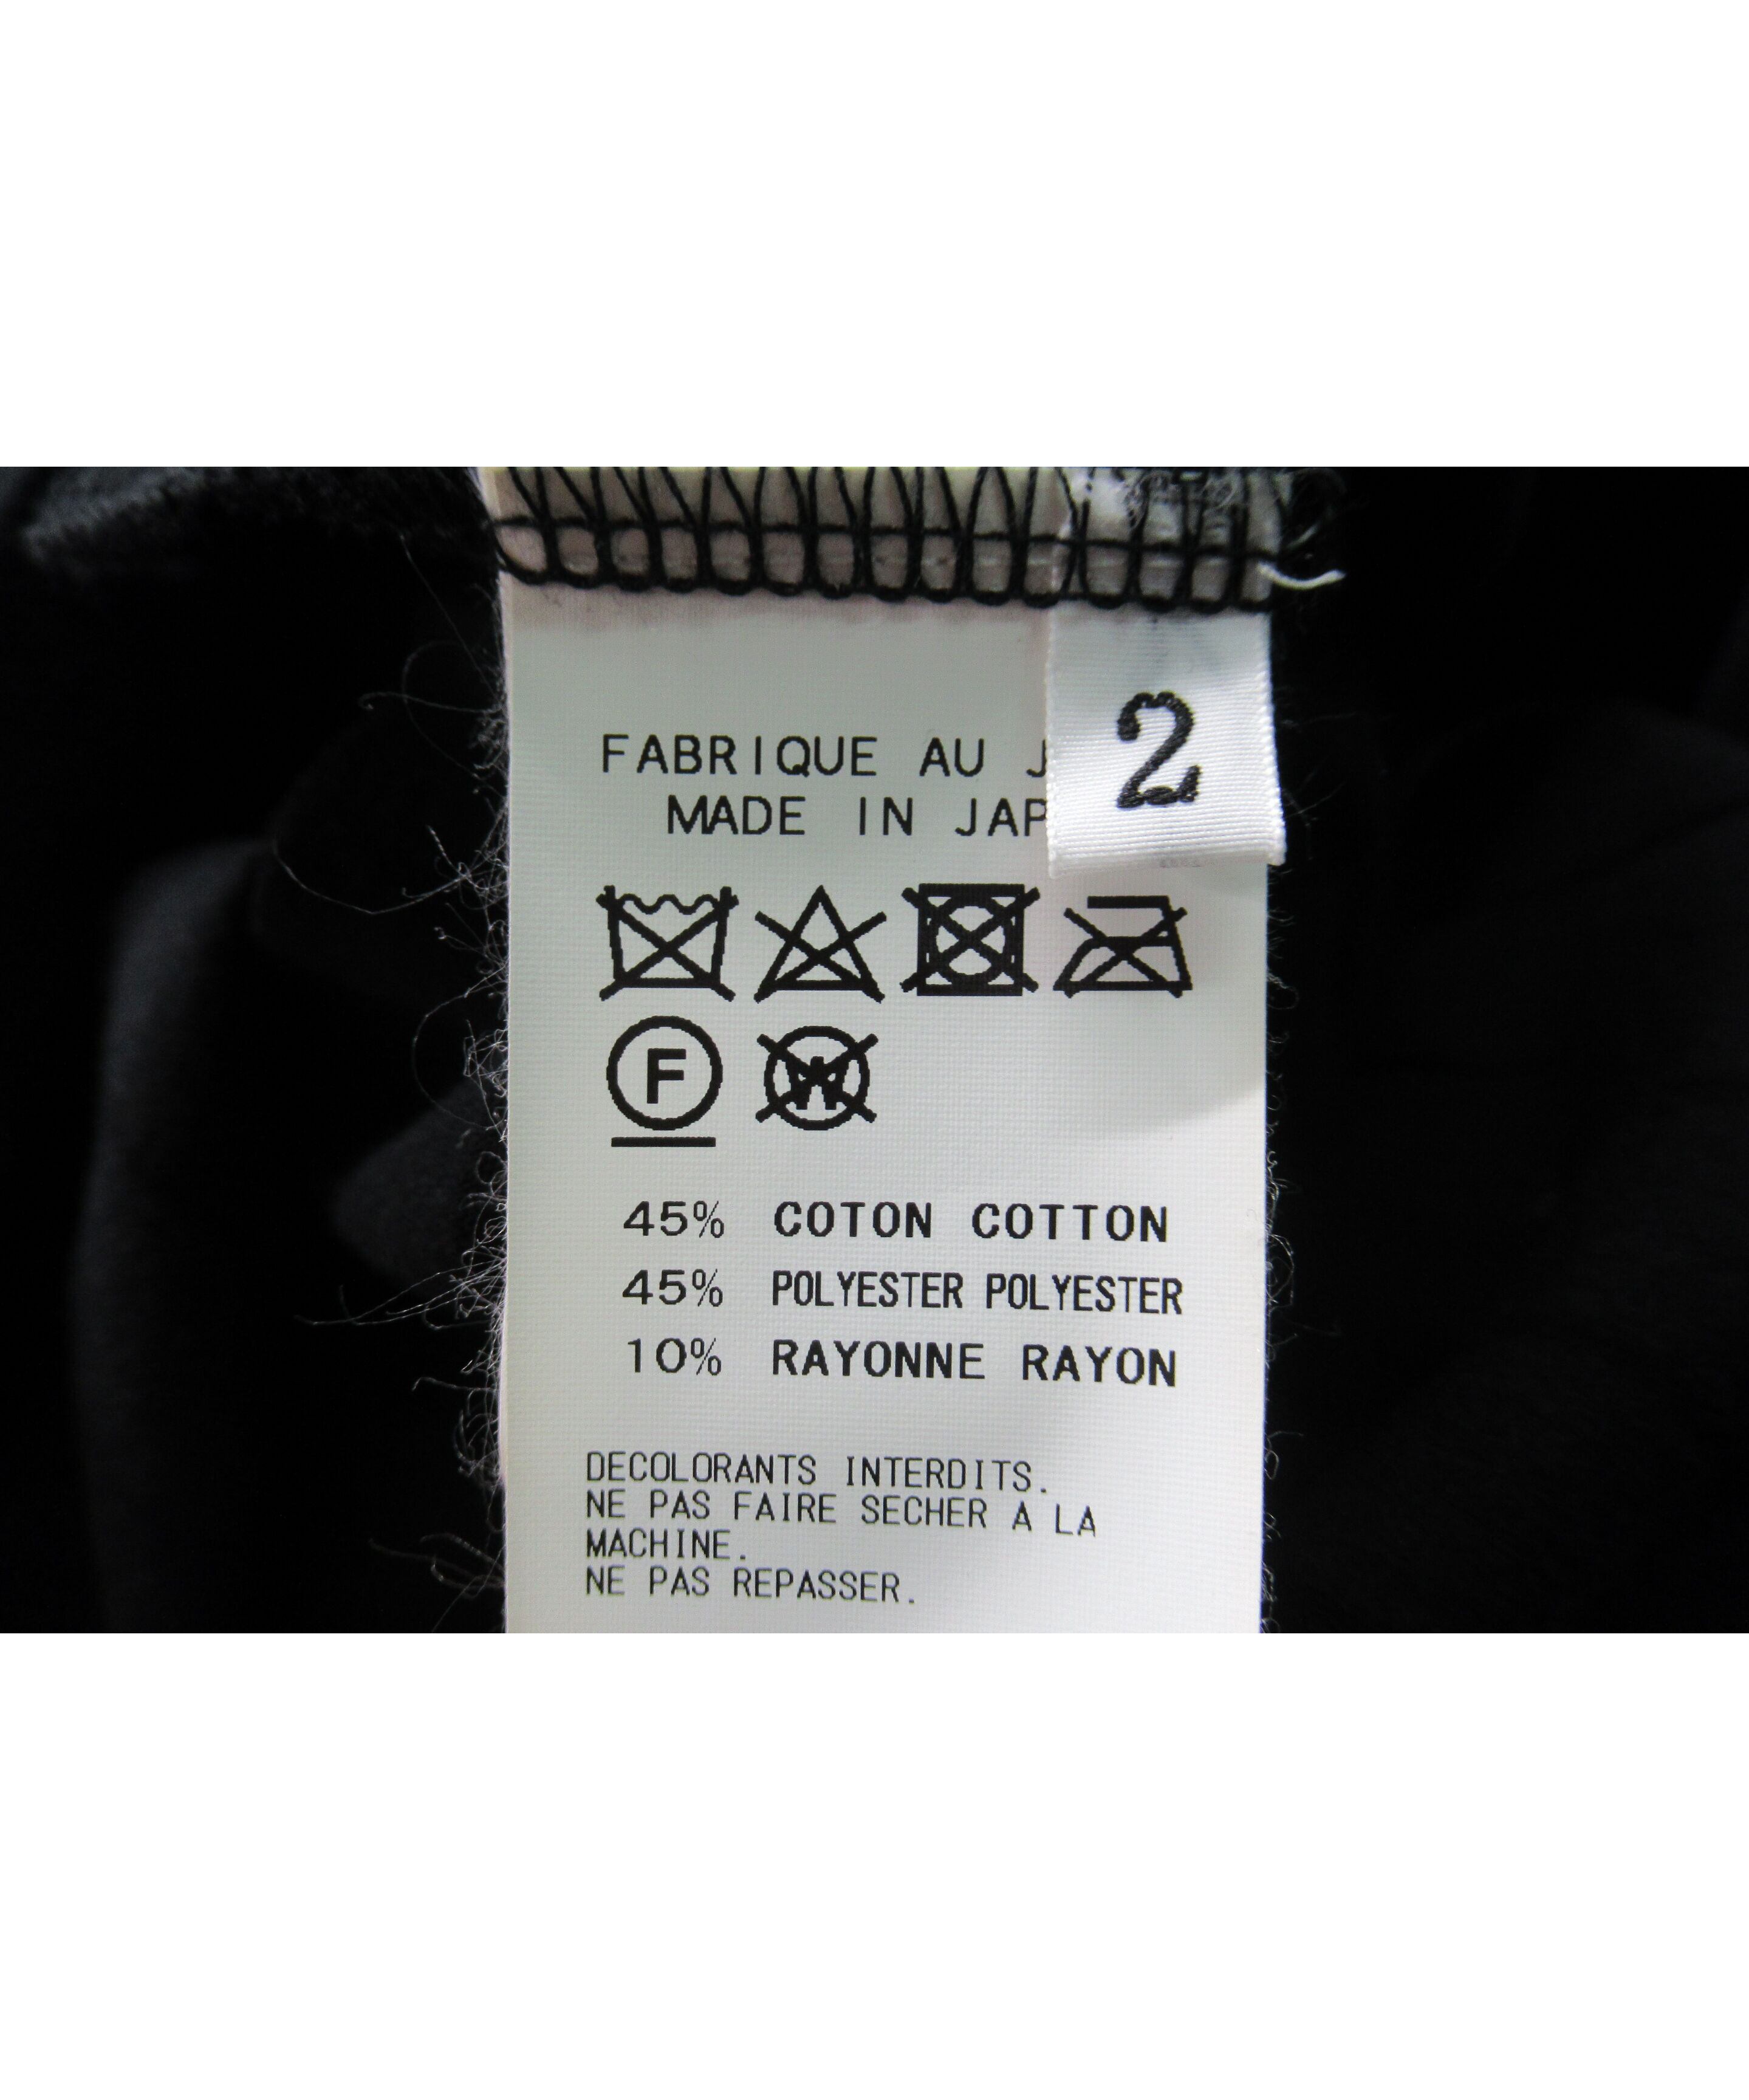 FABRIQUE AU
2
MADE IN
F
W
45% COTON COTTON
45% POLYESTER POLYESTER
10% RAYONNE RAYON
DECOLORANTS INTERDITS.
NE PAS FAIRE SECHER A LA
MACHINE.
NE PAS REPASSER.